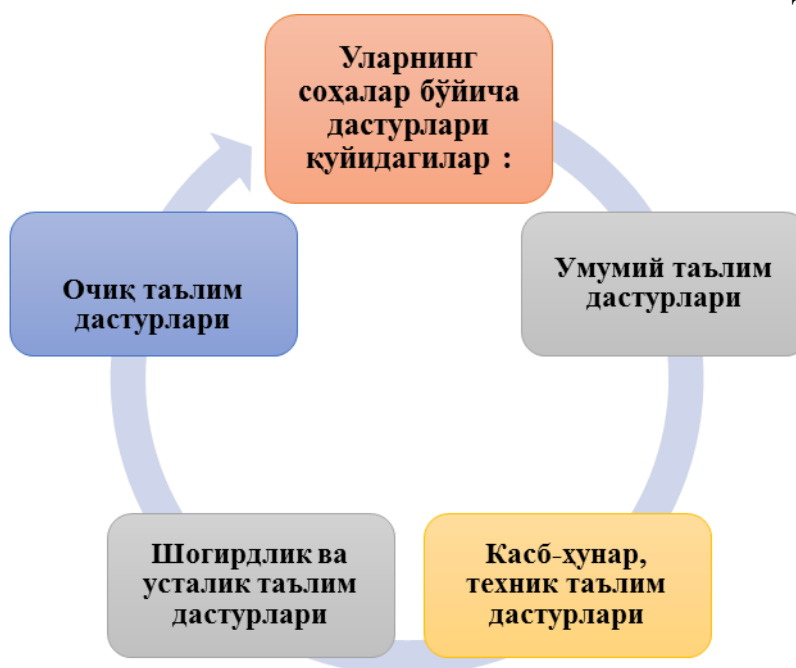 Уларнинг
соҳалар бўйича
дастурлари
қуйидагилар :
Умумий таълим
дастурлари
Касб-ҳунар,
техник таълим
дастурлари
Шогирдлик ва
усталик таълим
дастурлари
Очиқ таълим
дастурлари